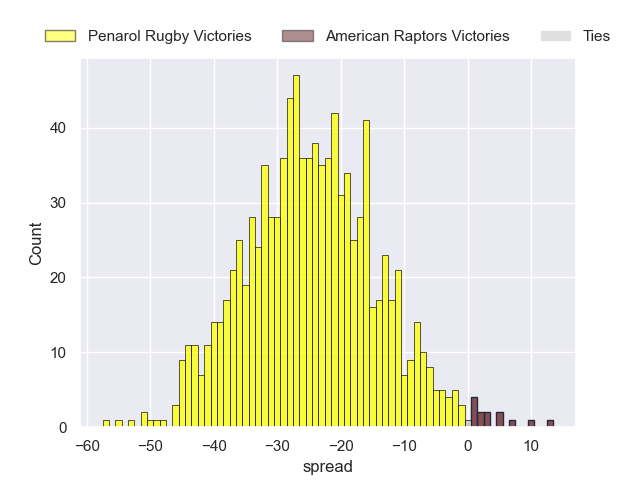 Penarol Rugby Victories
American Raptors Victories
Ties
Count
40
30
20
10
0
−60
−50
−40
−30
−20
−10
0
10
spread